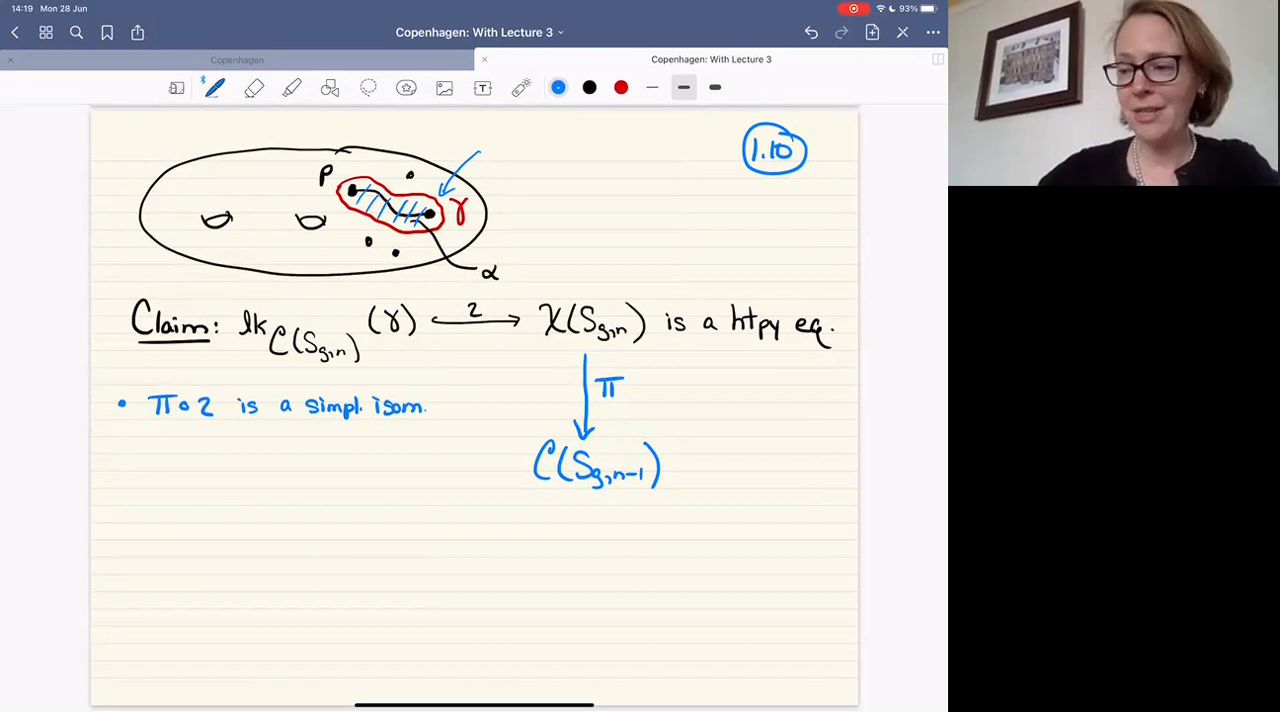 14:19 Mon 28 Jun
93%
Copenhagen: With Lecture 3
Copenhagen
Copenhagen: With Lecture 3
1.10
P
γ
α
Claim: lk_{C(S_{g,n})}(γ) ⟶^{2} X(S_{g,n}) is a htpy eq.
π
• π∘2 is a simpl. isom.
C(S_{g,n-1})